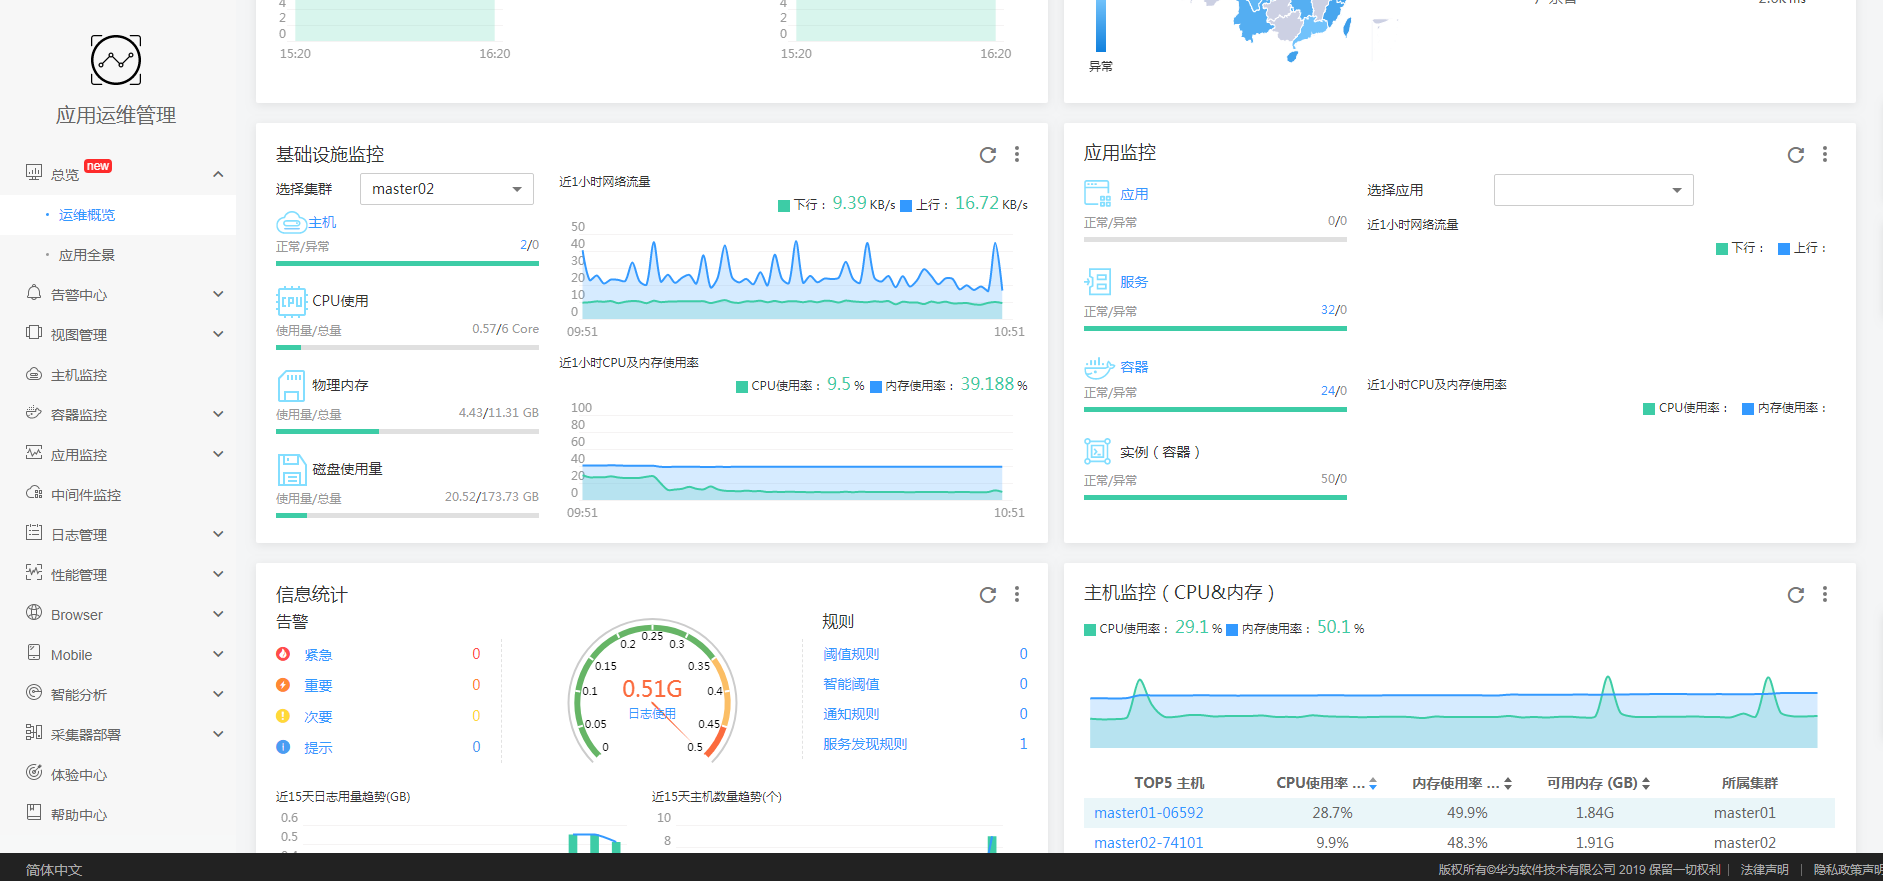 应用运维管理
总览 new
运维概览
应用全景
告警中心
视图管理
主机监控
容器监控
应用监控
中间件监控
日志管理
性能管理
Browser
Mobile
智能分析
采集器部署
体验中心
帮助中心
简体中文
4
2
0
15:20 16:20
4
2
0
15:20 16:20
异常
基础设施监控
选择集群 master02
主机
正常/异常 2/0
CPU使用
使用量/总量 0.57/6 Core
物理内存
使用量/总量 4.43/11.31 GB
磁盘使用量
使用量/总量 20.52/173.73 GB
近1小时网络流量
下行： 9.39 KB/s 上行： 16.72 KB/s
50
40
30
20
10
0
09:51 10:51
近1小时CPU及内存使用率
CPU使用率： 9.5 % 内存使用率： 39.188 %
100
80
60
40
20
0
09:51 10:51
应用监控
应用
正常/异常 0/0
服务
正常/异常 32/0
容器
正常/异常 24/0
实例（容器）
正常/异常 50/0
选择应用
近1小时网络流量
下行： 上行：
近1小时CPU及内存使用率
CPU使用率： 内存使用率：
信息统计
告警
紧急 0
重要 0
次要 0
提示 0
0
0.05
0.1
0.15
0.2
0.25
0.3
0.35
0.4
0.45
0.5
0.51G
日志使用
规则
阈值规则 0
智能阈值 0
通知规则 0
服务发现规则 1
近15天日志用量趋势(GB)
0.6
0.5
近15天主机数量趋势(个)
10
8
主机监控（CPU&内存）
CPU使用率： 29.1 % 内存使用率： 50.1 %
TOP5 主机 CPU使用率 ... 内存使用率 ... 可用内存 (GB) 所属集群
master01-06592 28.7% 49.9% 1.84G master01
master02-74101 9.9% 48.3% 1.91G master02
版权所有©华为软件技术有限公司 2019 保留一切权利 | 法律声明 | 隐私政策声明